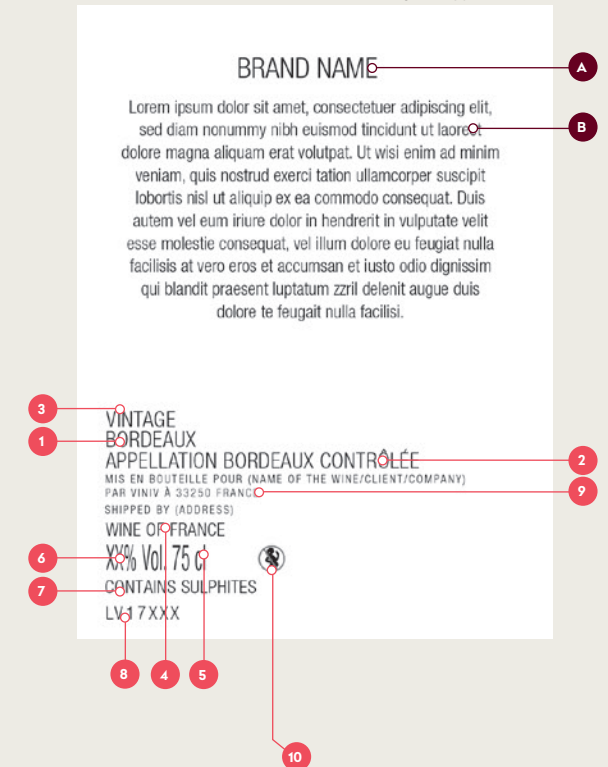 BRAND NAME
A
Lorem ipsum dolor sit amet, consectetuer adipiscing elit,
sed diam nonummy nibh euismod tincidunt ut laoreet
B
dolore magna aliquam erat volutpat. Ut wisi enim ad minim
veniam, quis nostrud exerci tation ullamcorper suscipit
lobortis nisl ut aliquip ex ea commodo consequat. Duis
autem vel eum iriure dolor in hendrerit in vulputate velit
esse molestie consequat, vel illum dolore eu feugiat nulla
facilisis at vero eros et accumsan et iusto odio dignissim
qui blandit praesent luptatum zzril delenit augue duis
dolore te feugait nulla facilisi.
3
VINTAGE
1
BORDEAUX
APPELLATION BORDEAUX CONTRÔLÉE
2
MIS EN BOUTEILLE POUR (NAME OF THE WINE/CLIENT/COMPANY)
PAR VINIV À 33250 FRANCE
9
SHIPPED BY (ADDRESS)
WINE OF FRANCE
6
XX% Vol. 75 cl
7
CONTAINS SULPHITES
LV17XXX
8
4
5
10